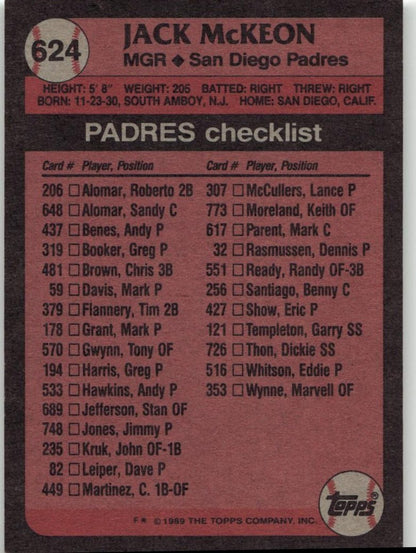 624
JACK McKEON
MGR ◆ San Diego Padres
HEIGHT: 5' 8" WEIGHT: 205 BATTED: RIGHT THREW: RIGHT
BORN: 11-23-30, SOUTH AMBOY, N.J. HOME: SAN DIEGO, CALIF.
PADRES checklist
Card # Player, Position
206 □ Alomar, Roberto 2B
648 □ Alomar, Sandy C
437 □ Benes, Andy P
319 □ Booker, Greg P
481 □ Brown, Chris 3B
59 □ Davis, Mark P
379 □ Flannery, Tim 2B
178 □ Grant, Mark P
570 □ Gwynn, Tony OF
194 □ Harris, Greg P
533 □ Hawkins, Andy P
689 □ Jefferson, Stan OF
748 □ Jones, Jimmy P
235 □ Kruk, John OF-1B
82 □ Leiper, Dave P
449 □ Martinez, C. 1B-OF
Card # Player, Position
307 □ McCullers, Lance P
773 □ Moreland, Keith OF
617 □ Parent, Mark C
32 □ Rasmussen, Dennis P
551 □ Ready, Randy OF-3B
256 □ Santiago, Benny C
427 □ Show, Eric P
121 □ Templeton, Garry SS
726 □ Thon, Dickie SS
516 □ Whitson, Eddie P
353 □ Wynne, Marvell OF
F★ © 1989 THE TOPPS COMPANY, INC.
Topps®